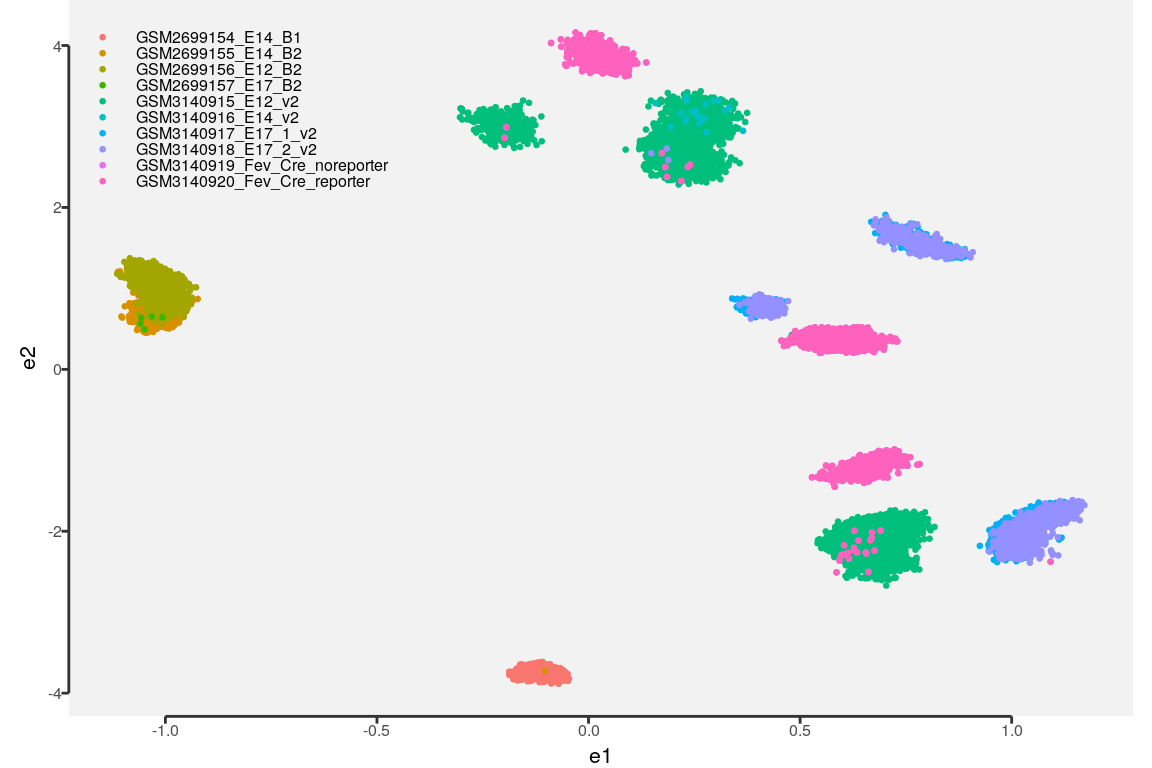 GSM2699154_E14_B1
GSM2699155_E14_B2
GSM2699156_E12_B2
GSM2699157_E17_B2
GSM3140915_E12_v2
GSM3140916_E14_v2
GSM3140917_E17_1_v2
GSM3140918_E17_2_v2
GSM3140919_Fev_Cre_noreporter
GSM3140920_Fev_Cre_reporter
4
2
0
-2
-4
e2
-1.0 -0.5 0.0 0.5 1.0
e1